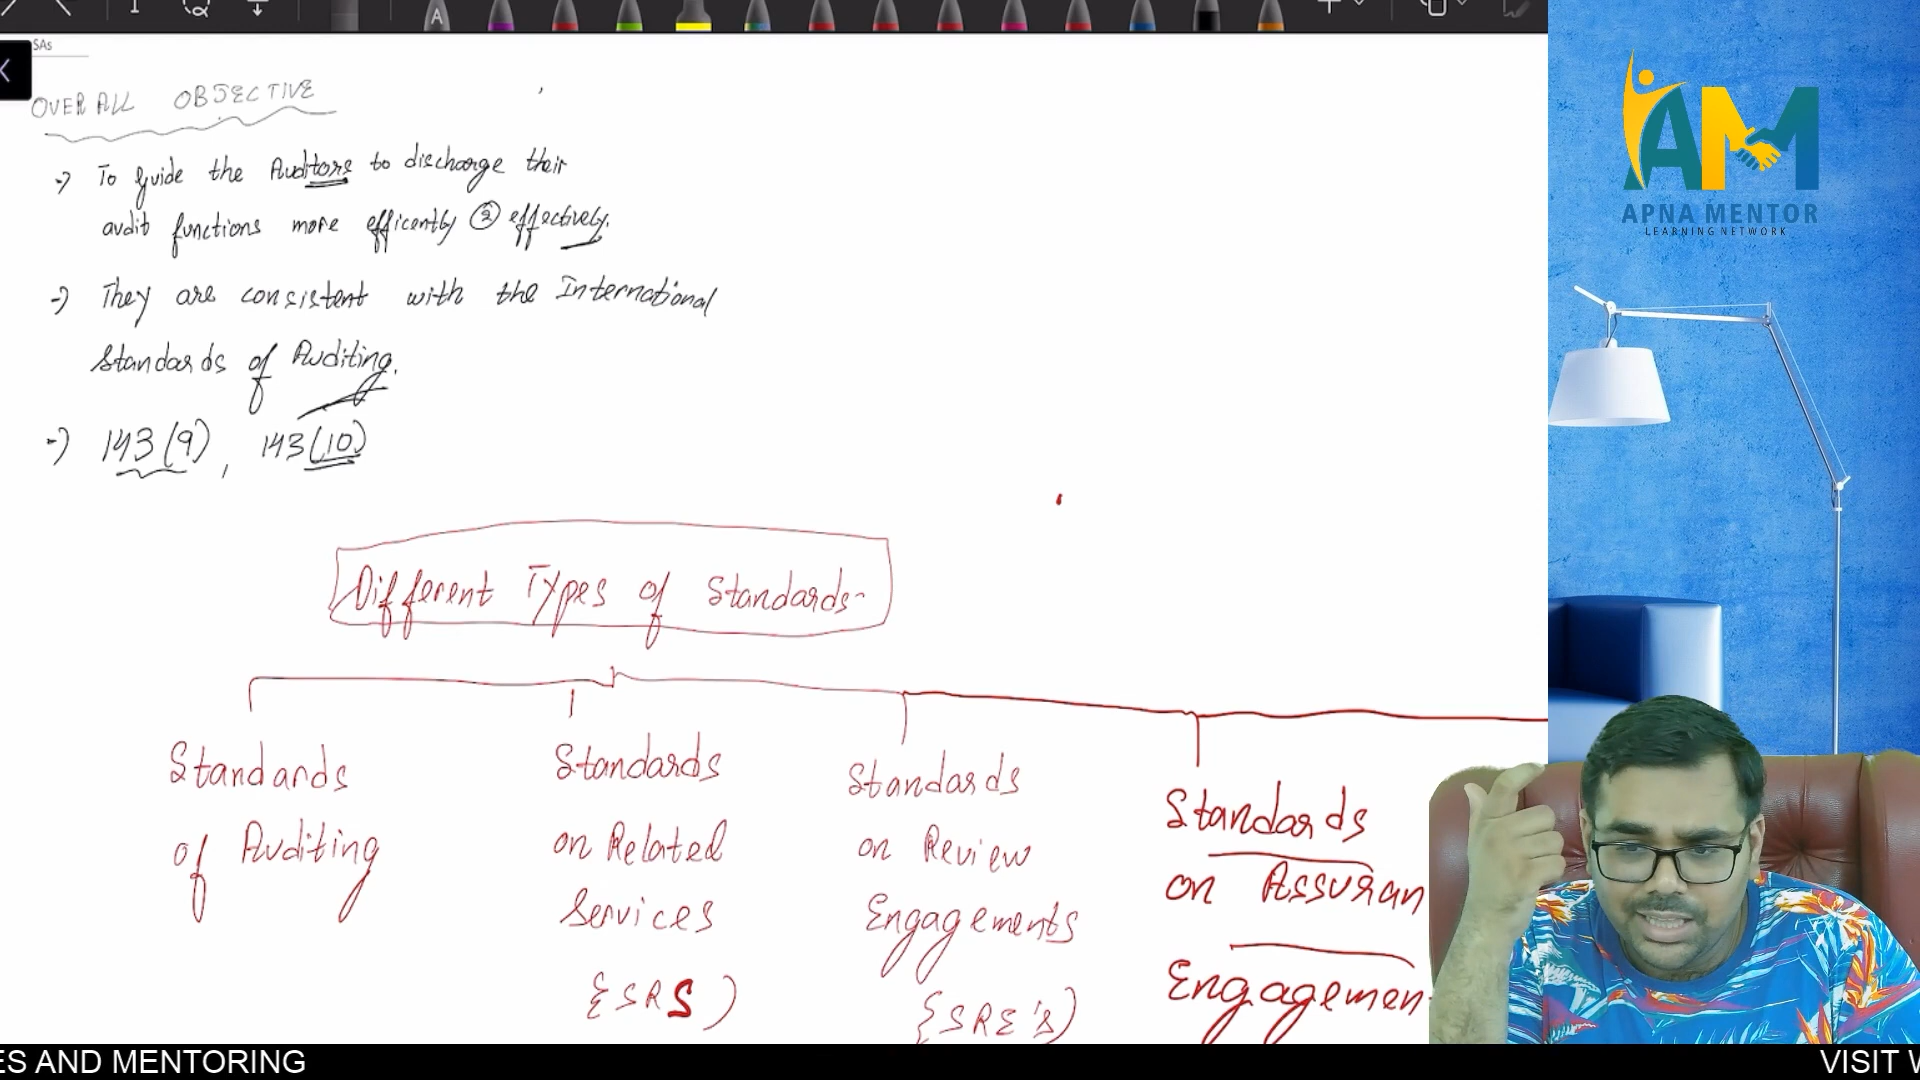 SAs
OVERALL OBJECTIVE
-> To guide the Auditors to discharge their
audit functions more efficently & effectively.
-> They are consistent with the International
Standards of Auditing.
-> 143(9), 143(10)
Different Types of Standards-
Standards
of Auditing
Standards
on Related
Services
{SRS)
Standards
on Review
Engagements
{SRE's)
Standards
on Assuran
Engagemen
A
AM
APNA MENTOR
LEARNING NETWORK
ES AND MENTORING
VISIT W